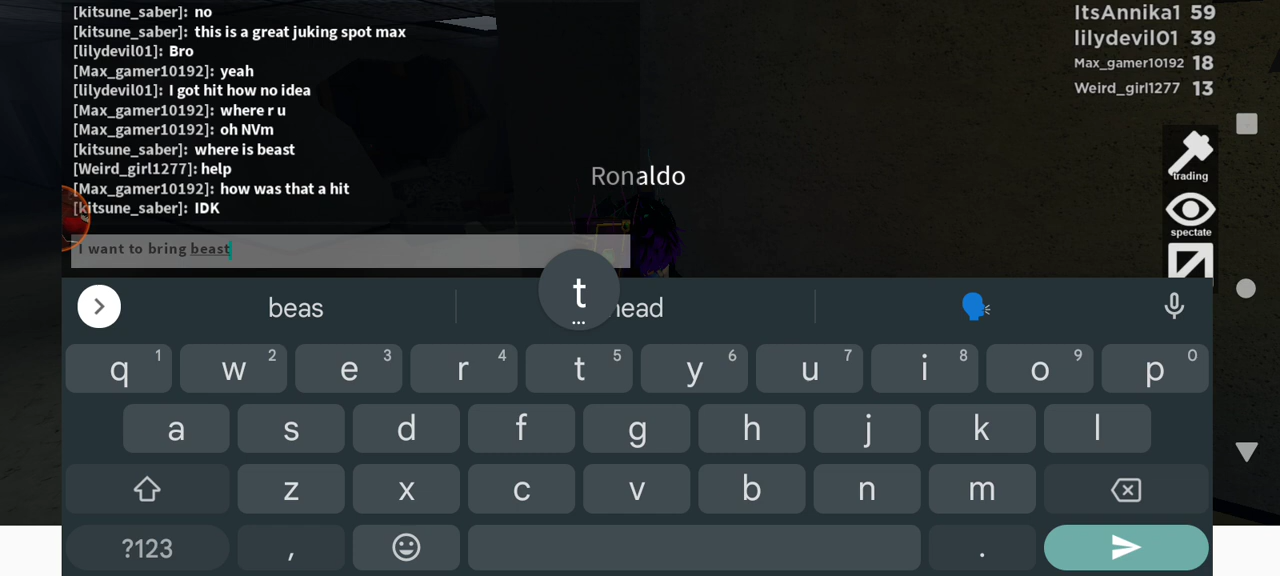 [kitsune_saber]: no
[kitsune_saber]: this is a great juking spot max
[lilydevil01]: Bro
[Max_gamer10192]: yeah
[lilydevil01]: I got hit how no idea
[Max_gamer10192]: where r u
[Max_gamer10192]: oh NVm
[kitsune_saber]: where is beast
[Weird_girl1277]: help
[Max_gamer10192]: how was that a hit
[kitsune_saber]: IDK
I want to bring beast
ItsAnnika1 59
lilydevil01 39
Max_gamer10192 18
Weird_girl1277 13
Ronaldo
trading
spectate
beas
t
...
head
q 1 w 2 e 3 r 4 t 5 y 6 u 7 i 8 o 9 p 0
a s d f g h j k l
z x c v b n m
?123 , .